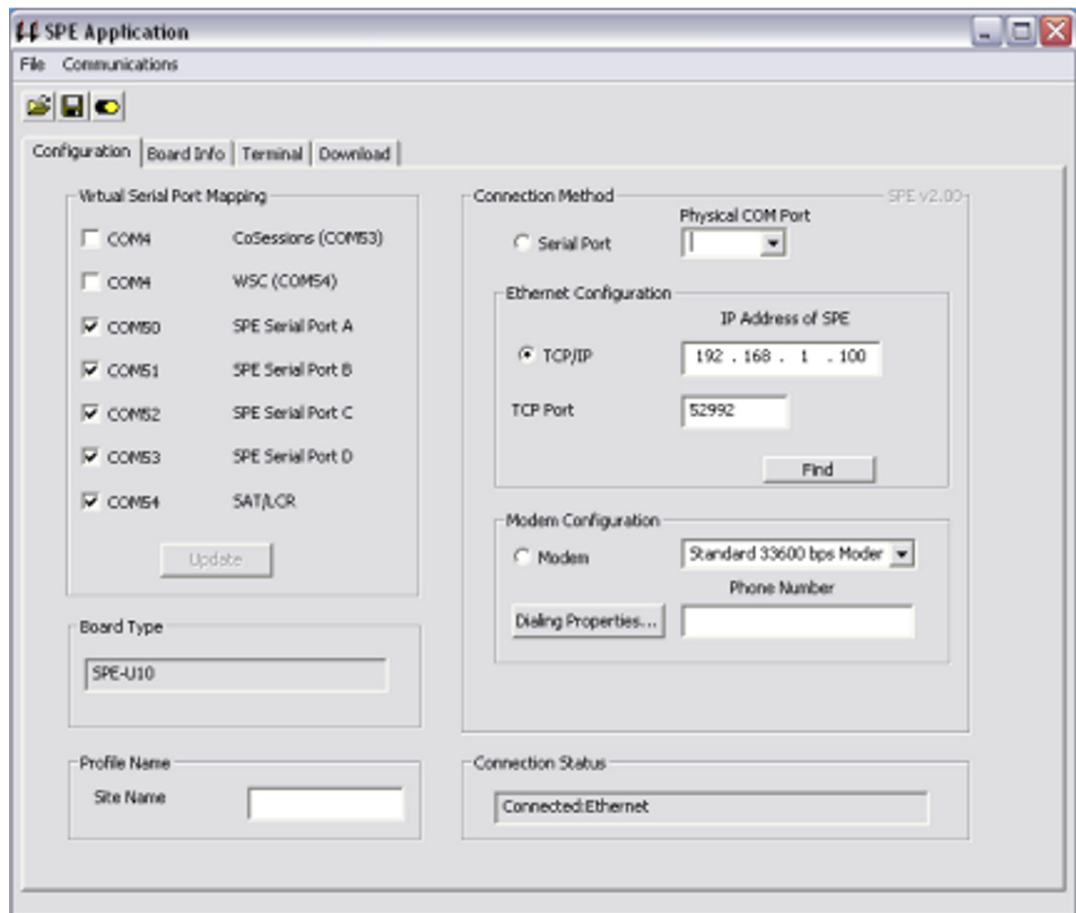 SPE Application
File Communications
Configuration Board Info Terminal Download
Virtual Serial Port Mapping
COM4 CoSessions (COM53)
COM4 WSC (COM54)
COM50 SPE Serial Port A
COM51 SPE Serial Port B
COM52 SPE Serial Port C
COM53 SPE Serial Port D
COM54 SAT/LCR
Update
Board Type
SPE-U10
Profile Name
Site Name
Connection Method SPE v2.00
Physical COM Port
Serial Port
Ethernet Configuration
IP Address of SPE
TCP/IP 192 . 168 . 1 . 100
TCP Port 52992
Find
Modem Configuration
Modem Standard 33600 bps Moder
Phone Number
Dialing Properties...
Connection Status
Connected:Ethernet